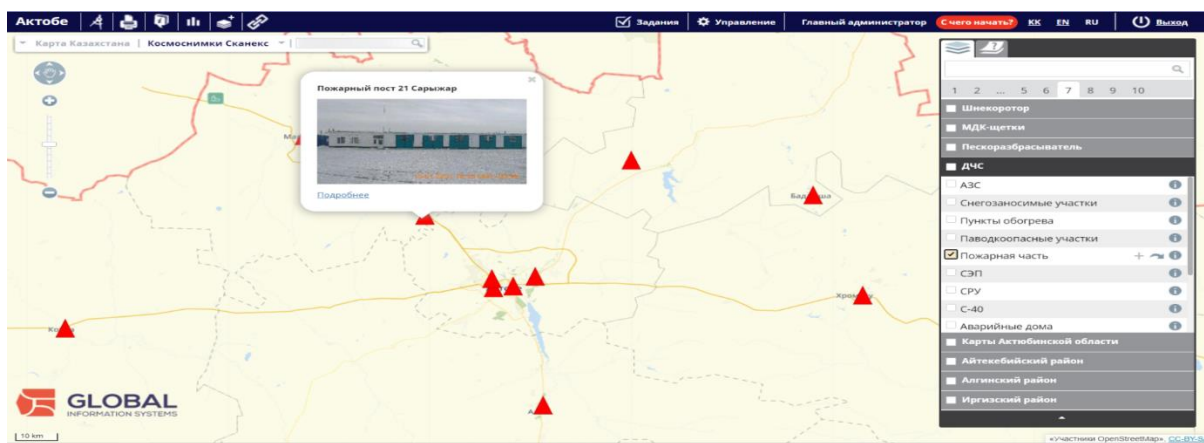 Актобе
Задания
Управление
Главный администратор
С чего начать?
KK
EN
RU
Выход
Карта Казахстана
Космоснимки Сканекс
Пожарный пост 21 Сарыжар
Подробнее
1 2 ... 5 6 7 8 9 10
Шнекоротор
МДК-щетки
Пескоразбрасыватель
ДЧС
АЗС
Снегозаносимые участки
Пункты обогрева
Паводкоопасные участки
Пожарная часть
СЭП
СРУ
С-40
Аварийные дома
Карты Актюбинской области
Айтекебийский район
Алгинский район
Иргизский район
GLOBAL
INFORMATION SYSTEMS
10 km
«Участники OpenStreetMap», CC-BY-S